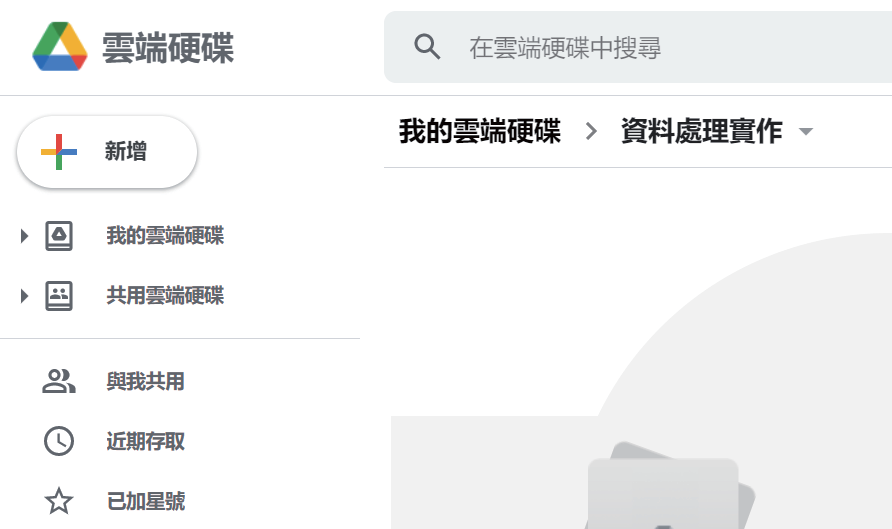 雲端硬碟
在雲端硬碟中搜尋
新增
我的雲端硬碟 > 資料處理實作
我的雲端硬碟
共用雲端硬碟
與我共用
近期存取
已加星號